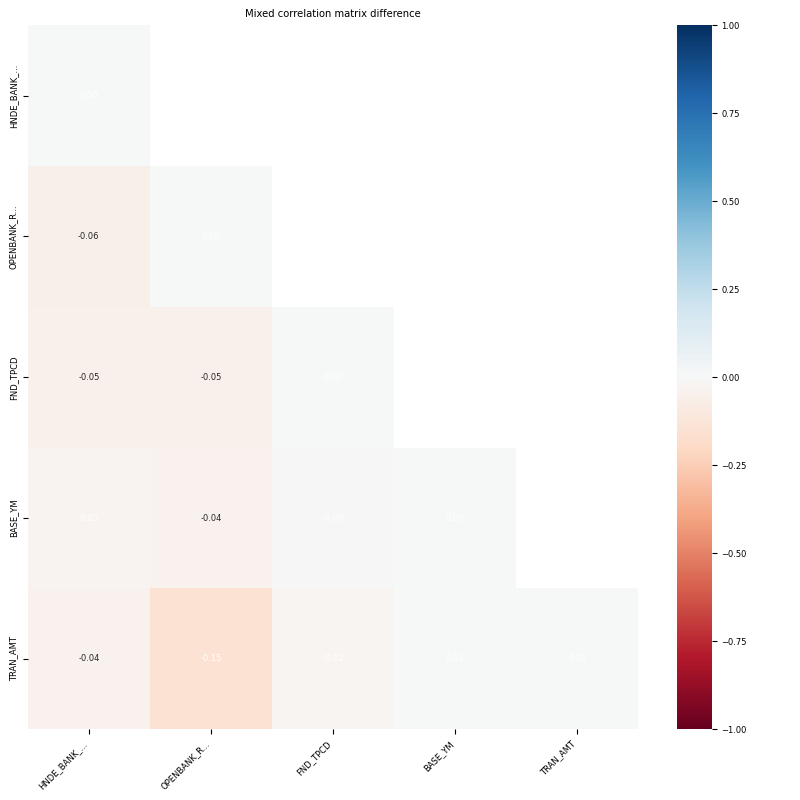 Mixed correlation matrix difference
HNDE_BANK_...
OPENBANK_R...
-0.06
FND_TPCD
-0.05 -0.05
BASE_YM
-0.04
TRAN_AMT
-0.04 -0.15
HNDE_BANK_...
OPENBANK_R...
FND_TPCD
BASE_YM
TRAN_AMT
1.00
0.75
0.50
0.25
0.00
−0.25
−0.50
−0.75
−1.00